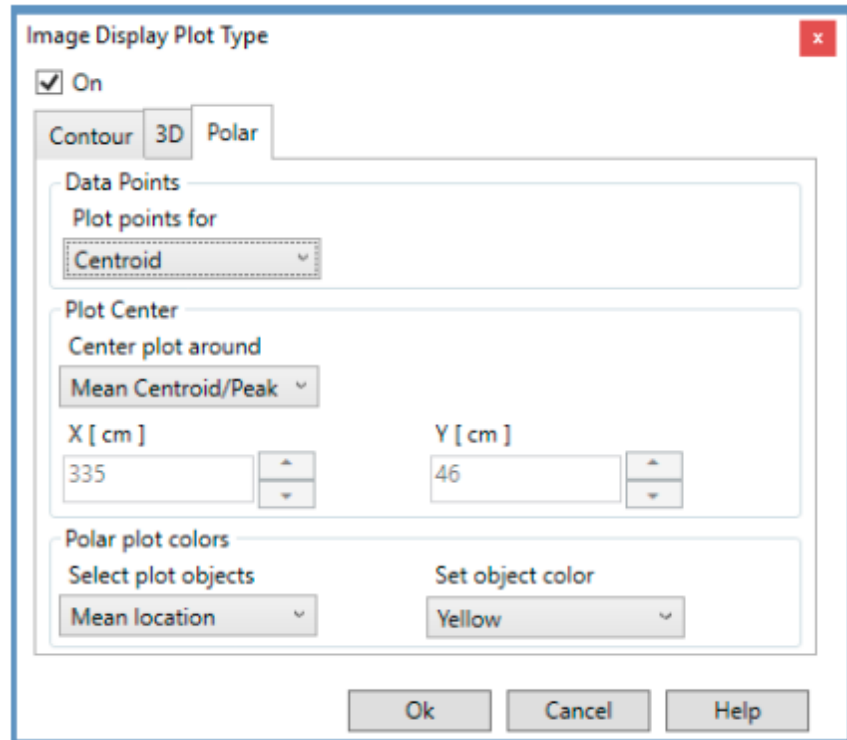 Image Display Plot Type
x
On
Contour 3D Polar
Data Points
Plot points for
Centroid
Plot Center
Center plot around
Mean Centroid/Peak
X [ cm ] Y [ cm ]
335 46
Polar plot colors
Select plot objects Set object color
Mean location Yellow
Ok Cancel Help